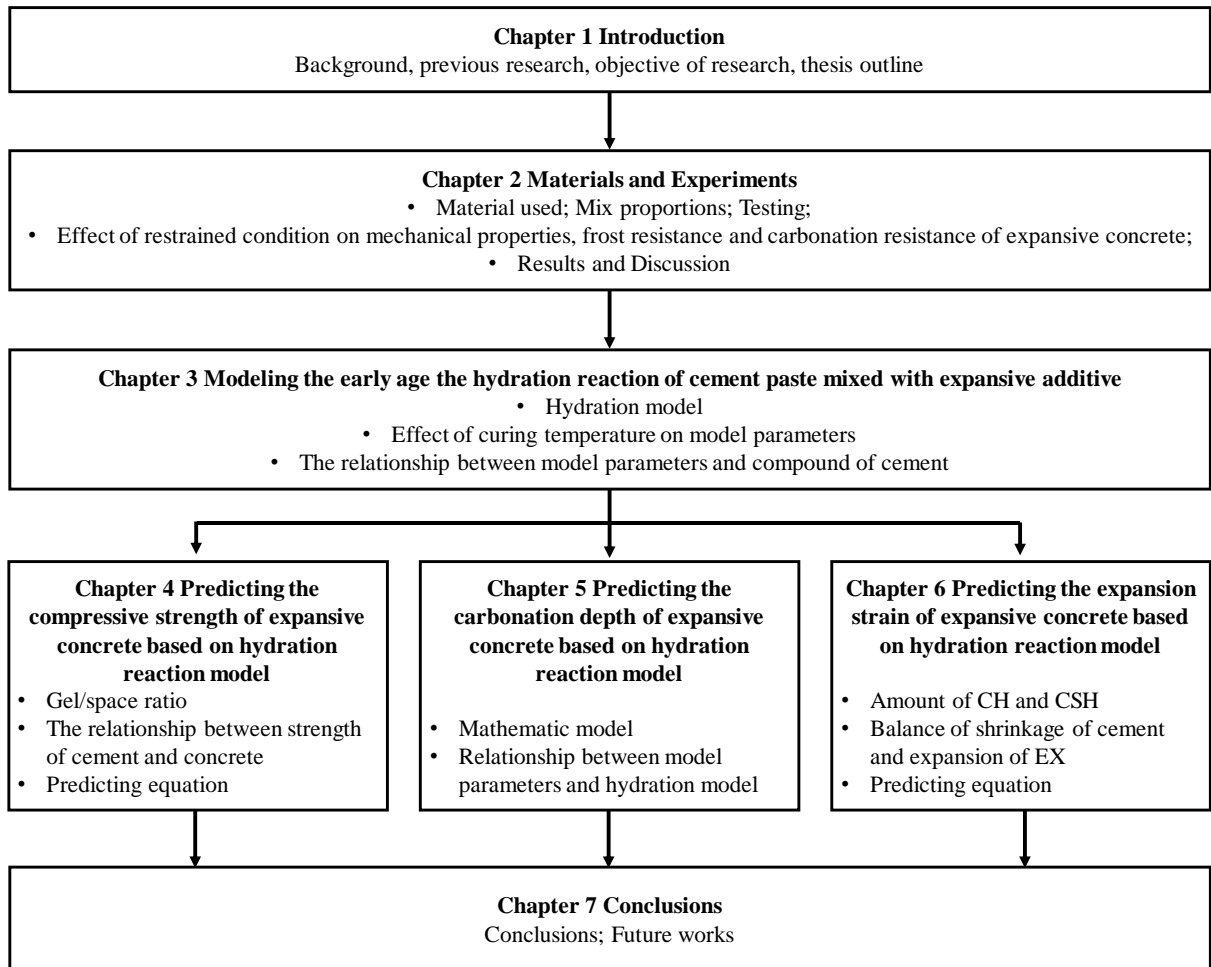 Chapter 1 Introduction
Background, previous research, objective of research, thesis outline
Chapter 2 Materials and Experiments
• Material used; Mix proportions; Testing;
• Effect of restrained condition on mechanical properties, frost resistance and carbonation resistance of expansive concrete;
• Results and Discussion
Chapter 3 Modeling the early age the hydration reaction of cement paste mixed with expansive additive
• Hydration model
• Effect of curing temperature on model parameters
• The relationship between model parameters and compound of cement
Chapter 4 Predicting the
compressive strength of expansive
concrete based on hydration
reaction model
• Gel/space ratio
• The relationship between strength
of cement and concrete
• Predicting equation
Chapter 5 Predicting the
carbonation depth of expansive
concrete based on hydration
reaction model
• Mathematic model
• Relationship between model
parameters and hydration model
Chapter 6 Predicting the expansion
strain of expansive concrete based
on hydration reaction model
• Amount of CH and CSH
• Balance of shrinkage of cement
and expansion of EX
• Predicting equation
Chapter 7 Conclusions
Conclusions; Future works